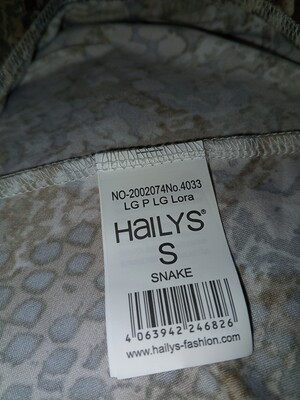 NO-2002074No.4033
LG P LG Lora
HaiLYS®
S
SNAKE
4 063942 246826
www.hailys-fashion.com